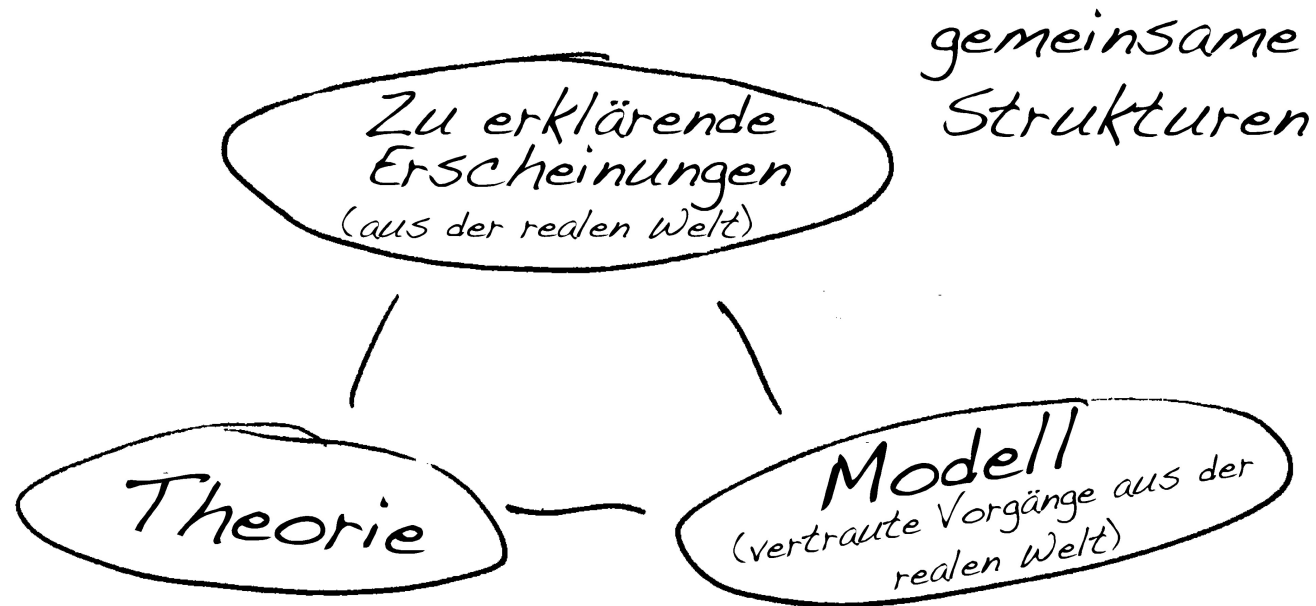 gemeinsame
Strukturen
Zu erklärende
Erscheinungen
(aus der realen Welt)
Theorie
Modell
(vertraute Vorgänge aus der
realen Welt)